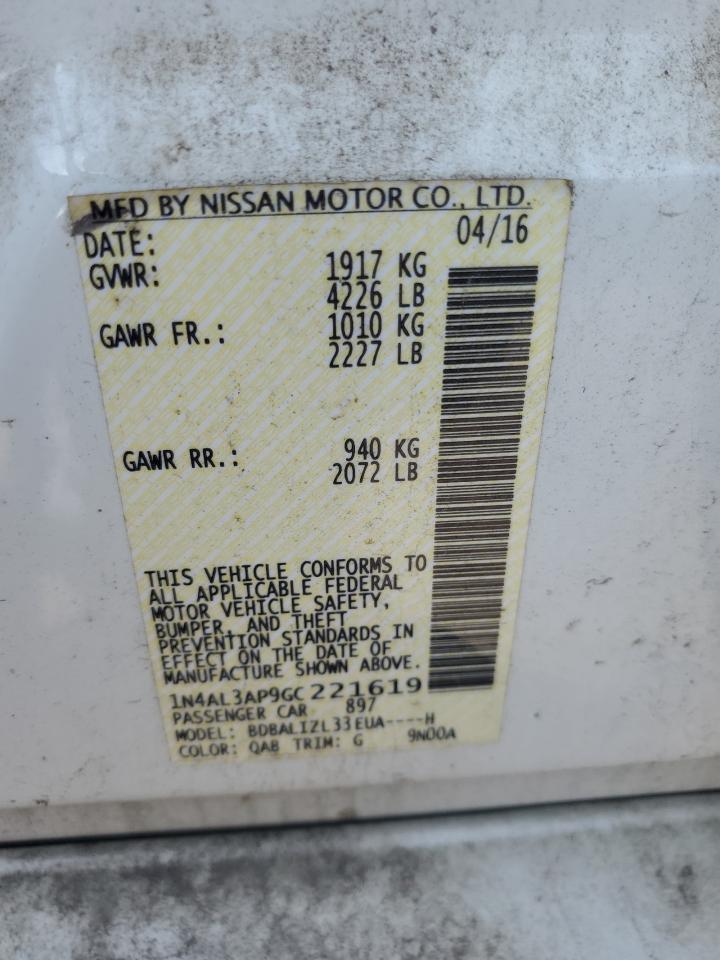 MFD BY NISSAN MOTOR CO., LTD.
DATE: 04/16
GVWR: 1917 KG
4226 LB
GAWR FR.: 1010 KG
2227 LB
GAWR RR.: 940 KG
2072 LB
THIS VEHICLE CONFORMS TO
ALL APPLICABLE FEDERAL
MOTOR VEHICLE SAFETY,
BUMPER, AND THEFT
PREVENTION STANDARDS IN
EFFECT ON THE DATE OF
MANUFACTURE SHOWN ABOVE.
1N4AL3AP9GC221619
PASSENGER CAR 897
MODEL: BDBALIZL33EUA----H
COLOR: QAB TRIM: G 9N00A